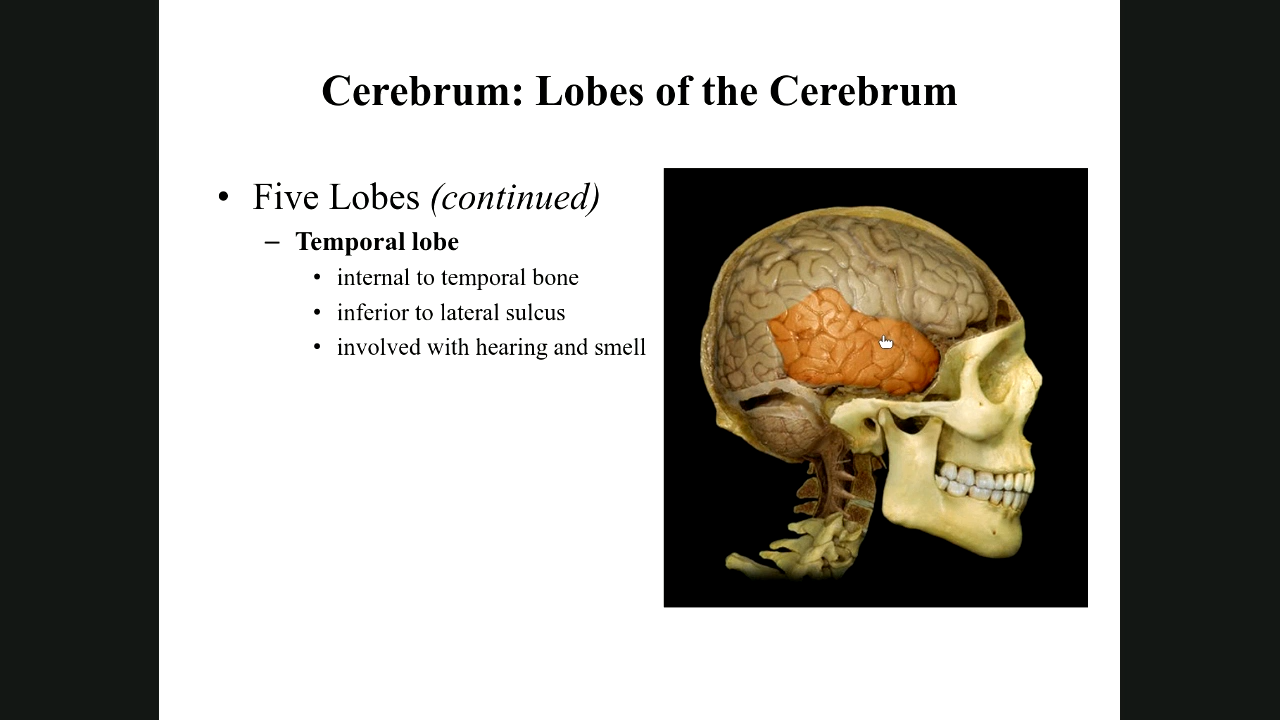 Cerebrum: Lobes of the Cerebrum
• Five Lobes (continued)
– Temporal lobe
• internal to temporal bone
• inferior to lateral sulcus
• involved with hearing and smell